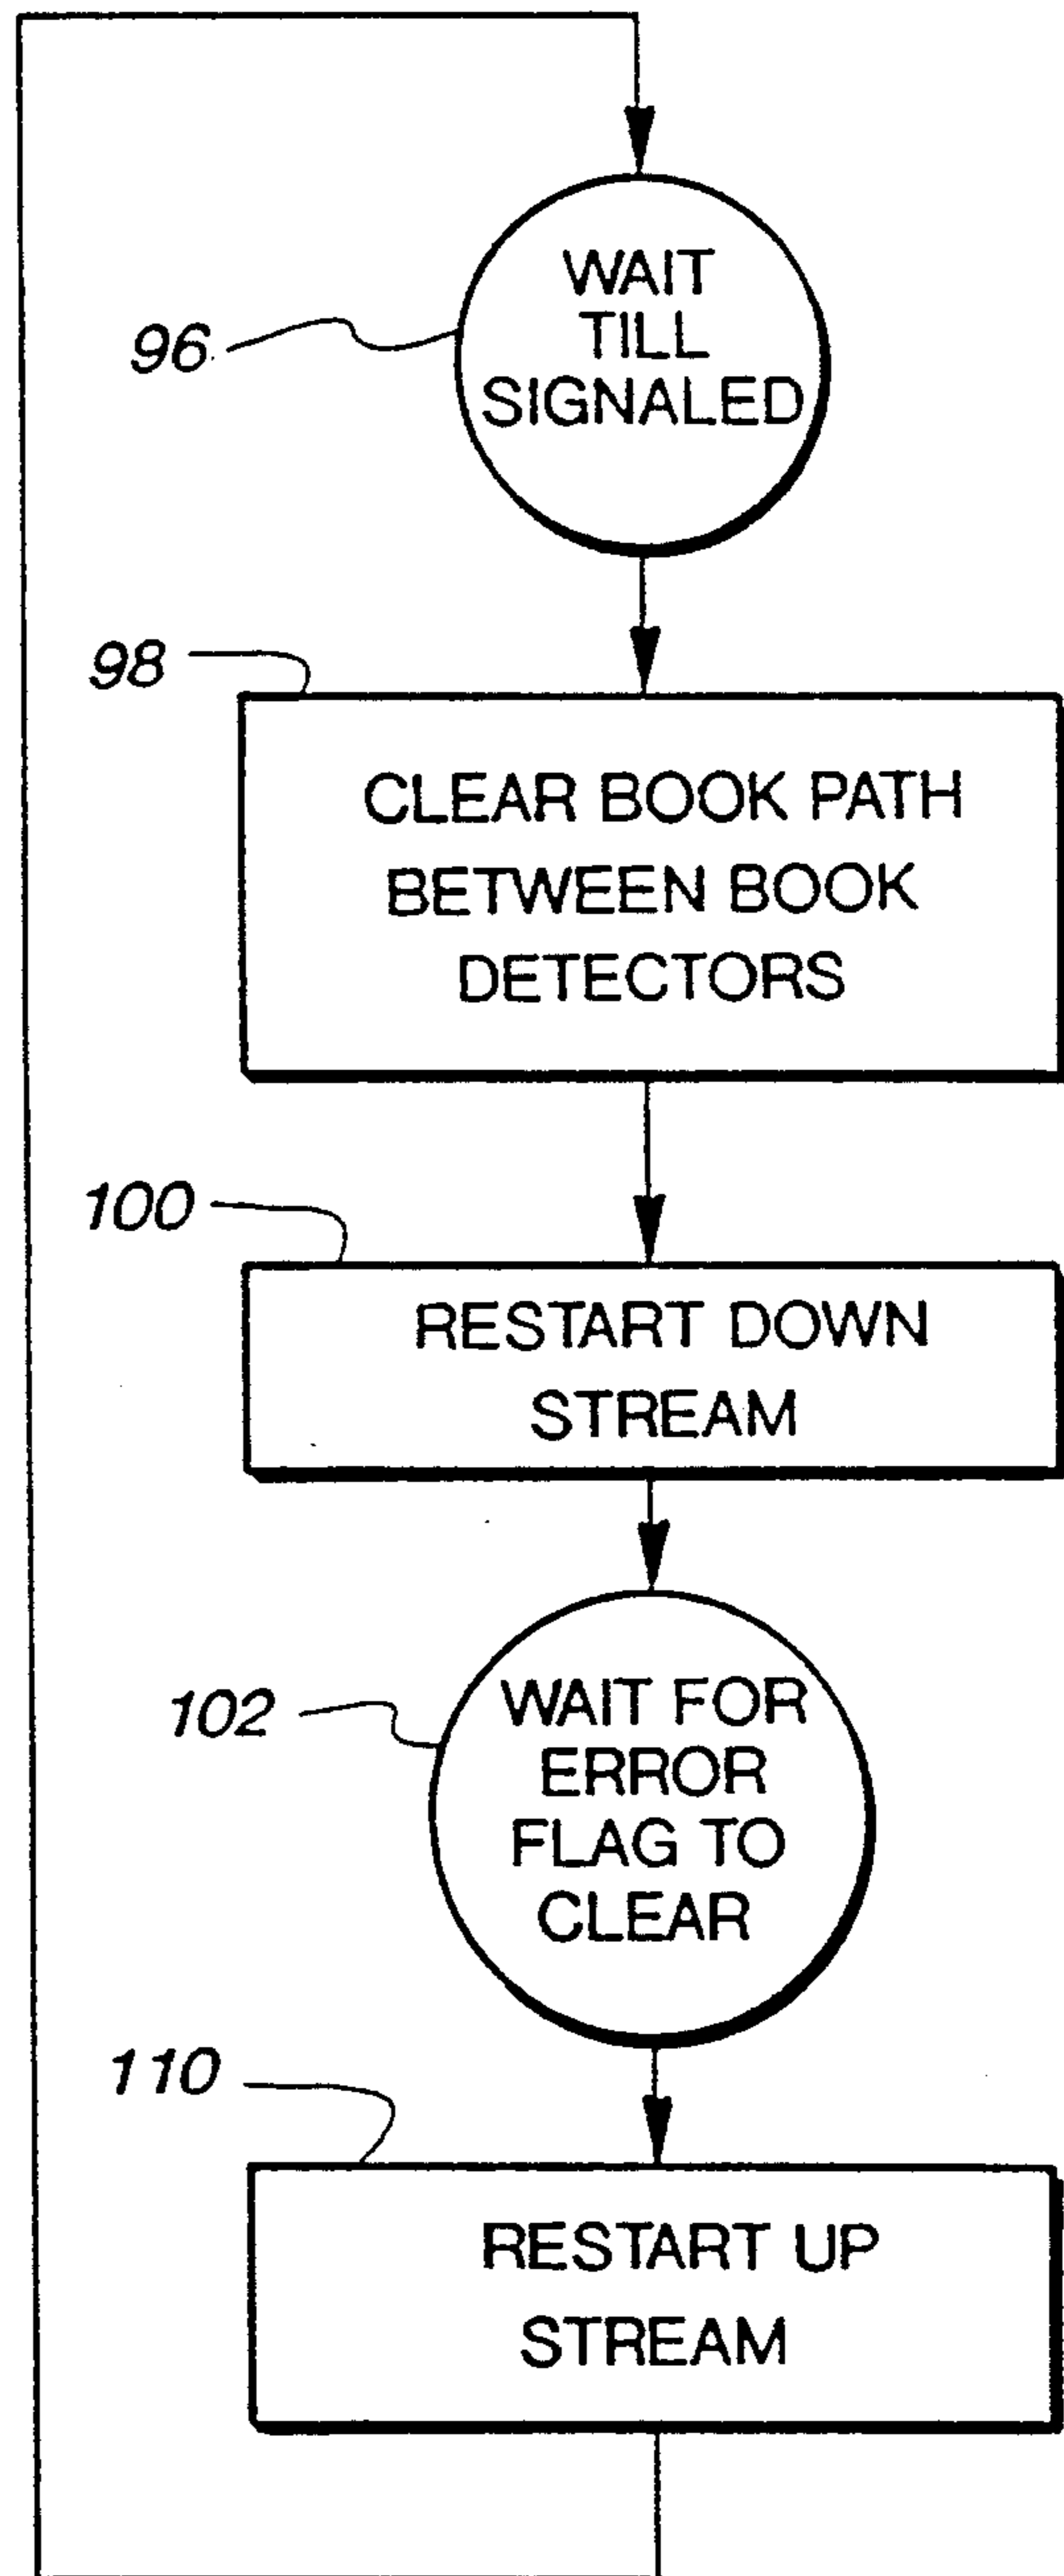 WAIT
TILL
96
SIGNALED
98
CLEAR BOOK PATH
BETWEEN BOOK
DETECTORS
100
RESTART DOWN
STREAM
102
WAIT FOR
ERROR
FLAG TO
CLEAR
110
RESTART UP
STREAM